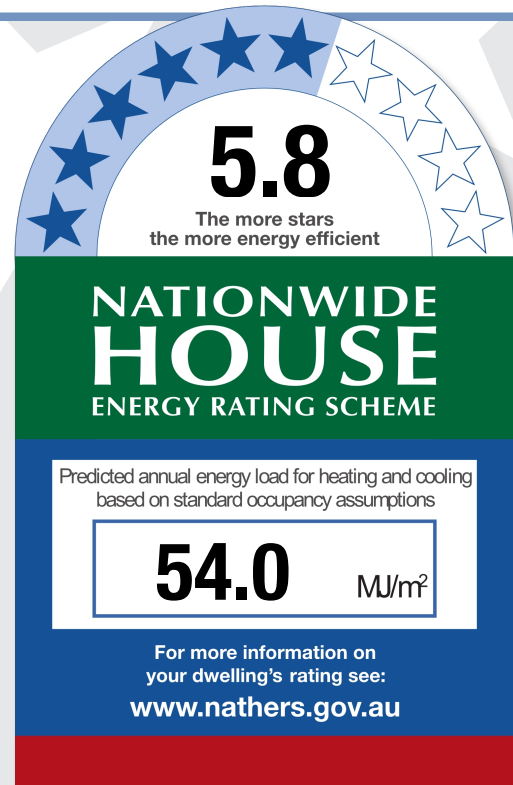 5.8
The more stars
the more energy efficient
NATIONWIDE
HOUSE
ENERGY RATING SCHEME
Predicted annual energy load for heating and cooling
based on standard occupancy assumptions
54.0 MJ/m²
For more information on
your dwelling's rating see:
www.nathers.gov.au